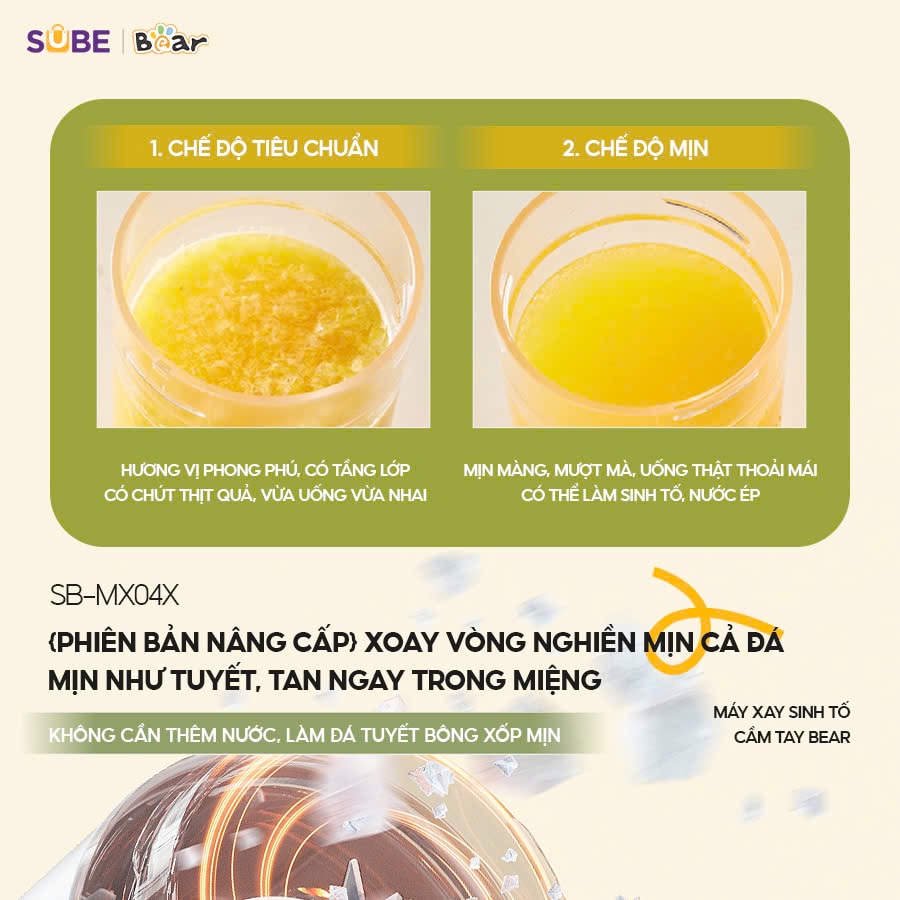 SUBE | Bear
1. CHẾ ĐỘ TIÊU CHUẨN
2. CHẾ ĐỘ MỊN
HƯƠNG VỊ PHONG PHÚ, CÓ TẦNG LỚP
CÓ CHÚT THỊT QUẢ, VỪA UỐNG VỪA NHAI
MỊN MÀNG, MƯỢT MÀ, UỐNG THẬT THOẢI MÁI
CÓ THỂ LÀM SINH TỐ, NƯỚC ÉP
SB-MX04X
{PHIÊN BẢN NÂNG CẤP} XOAY VÒNG NGHIỀN MỊN CẢ ĐÁ
MỊN NHƯ TUYẾT, TAN NGAY TRONG MIỆNG
KHÔNG CẦN THÊM NƯỚC, LÀM ĐÁ TUYẾT BÔNG XỐP MỊN
MÁY XAY SINH TỐ
CẦM TAY BEAR